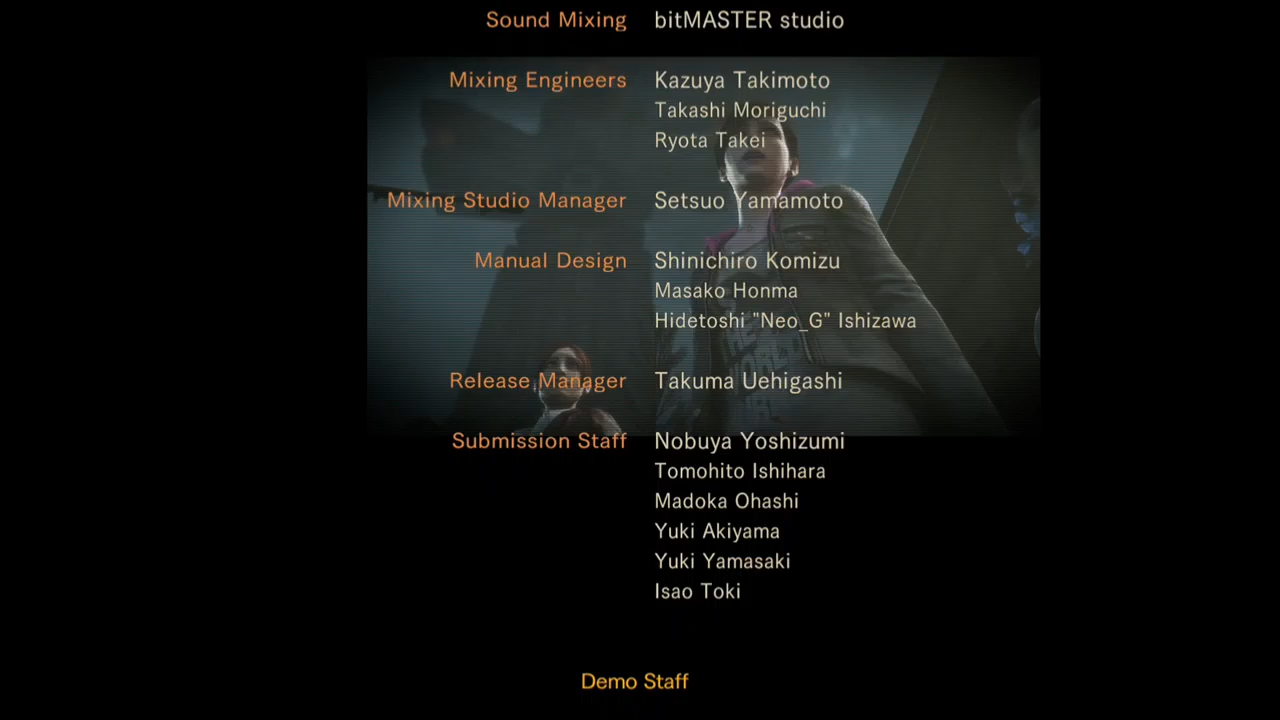 Sound Mixing bitMASTER studio
Mixing Engineers Kazuya Takimoto
Takashi Moriguchi
Ryota Takei
Mixing Studio Manager Setsuo Yamamoto
Manual Design Shinichiro Komizu
Masako Honma
Hidetoshi "Neo_G" Ishizawa
Release Manager Takuma Uehigashi
Submission Staff Nobuya Yoshizumi
Tomohito Ishihara
Madoka Ohashi
Yuki Akiyama
Yuki Yamasaki
Isao Toki
Demo Staff